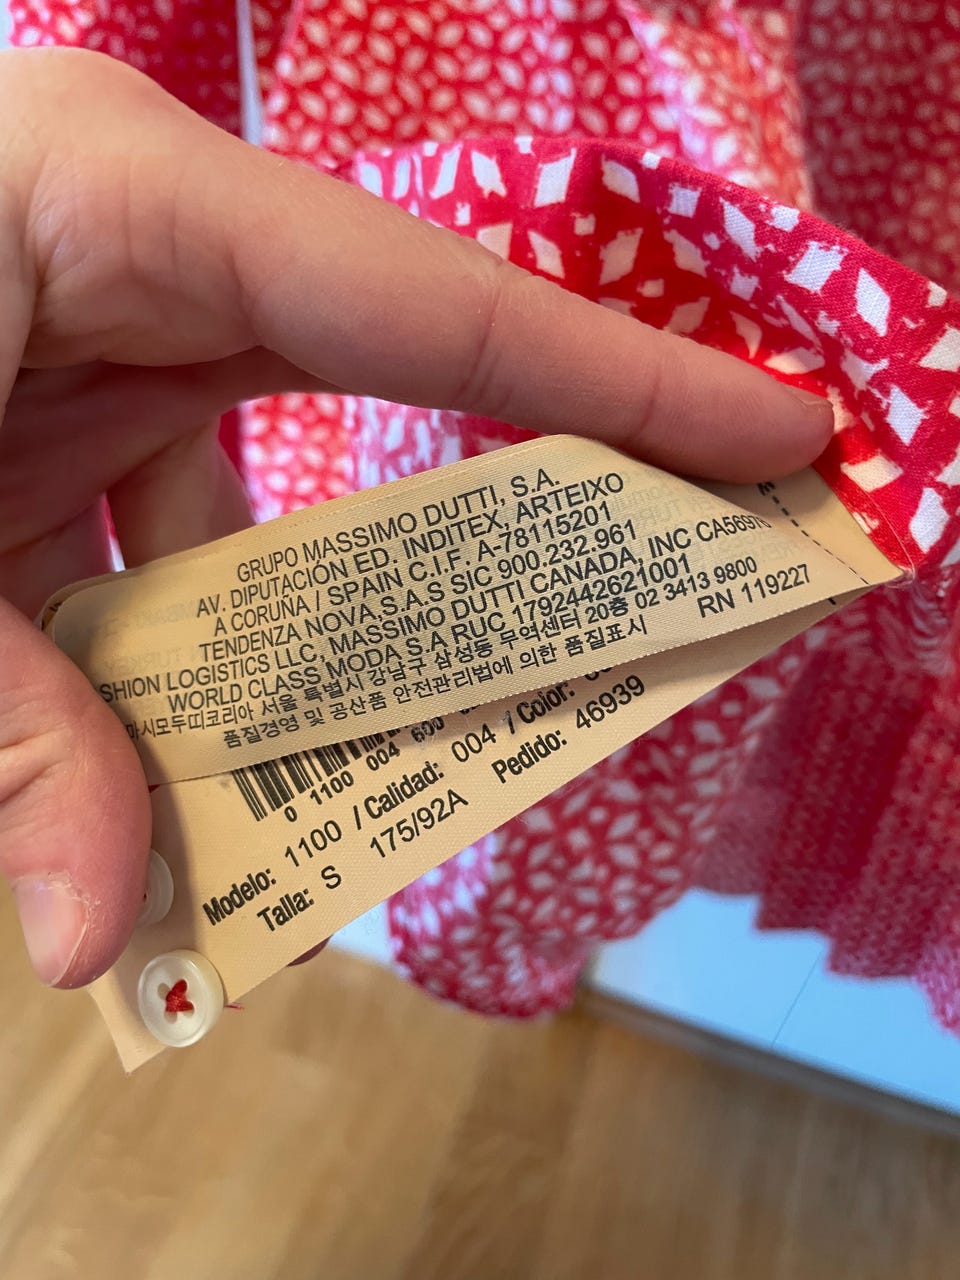 GRUPO MASSIMO DUTTI, S.A.
AV. DIPUTACIÓN ED. INDITEX, ARTEIXO
A CORUÑA / SPAIN C.I.F. A-78115201
TENDENZA NOVA S.A.S SIC 900.232.961
LOGISTICS LLC, MASSIMO DUTTI CANADA, INC
WORLD CLASS MODA S.A RUC 1792442621001
마시모두띠코리아 서울 특별시 강남구 삼성동 무역센터 20층 02 3413 9800
품질경영 및 공산품 안전관리법에 의한 품질표시 RN 119227
0 1100 004 600
Modelo: 1100 / Calidad: 004 / Color:
Talla: S 175/92A Pedido: 46939